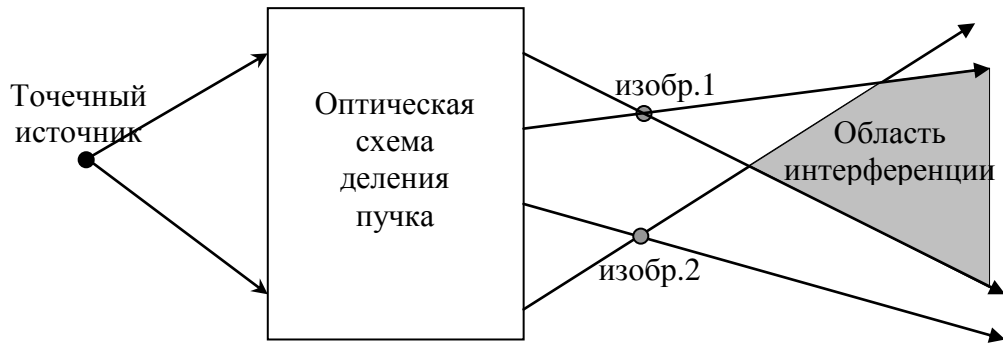 Точечный
источник
Оптическая
схема
деления
пучка
изобр.1
изобр.2
Область
интерференции